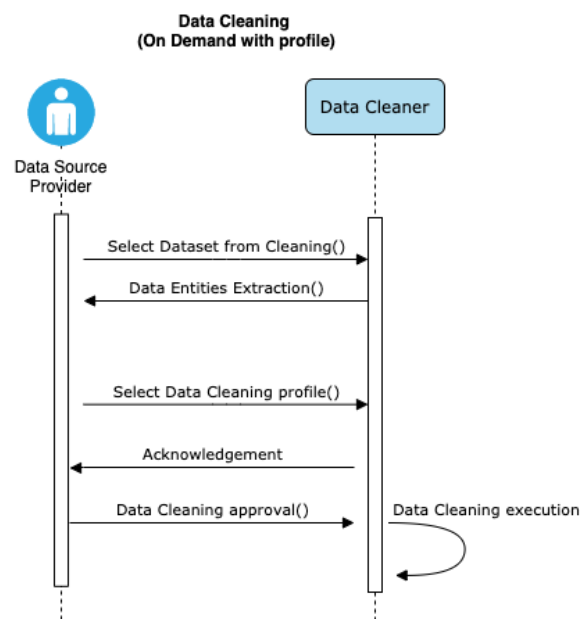 Data Cleaning
(On Demand with profile)
Data Cleaner
Data Source
Provider
Select Dataset from Cleaning()
Data Entities Extraction()
Select Data Cleaning profile()
Acknowledgement
Data Cleaning approval()
Data Cleaning execution